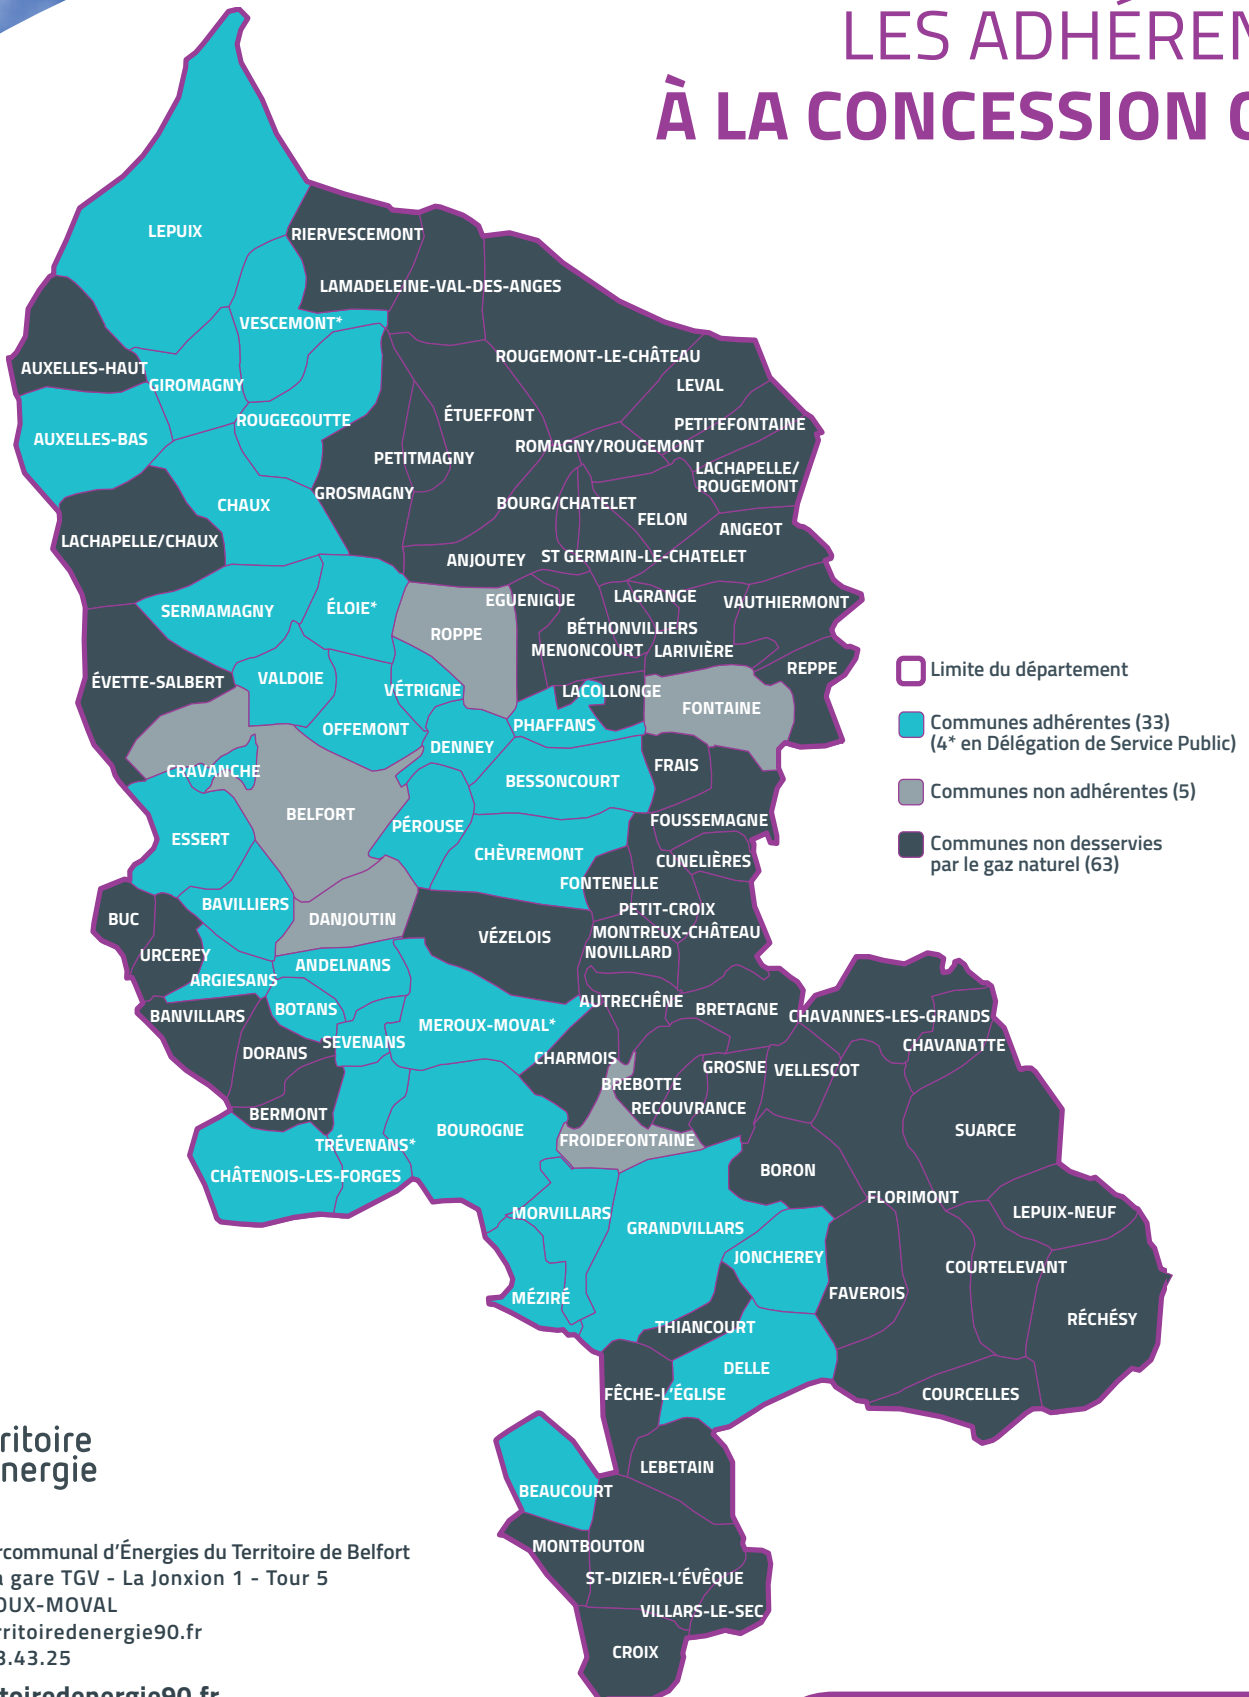 LES ADHÉREN
À LA CONCESSION
LEPUIX
RIERVESCEMONT
LAMADELEINE-VAL-DES-ANGES
VESCEMONT*
ROUGEMONT-LE-CHÂTEAU
AUXELLES-HAUT
GIROMAGNY
LEVAL
ROUGEGOUTTE
ÉTUEFFONT
PETITEFONTAINE
AUXELLES-BAS
ROMAGNY/ROUGEMONT
PETITMAGNY
LACHAPELLE/
ROUGEMONT
GROSMAGNY
CHAUX
BOURG/CHATELET
FELON
ANGEOT
LACHAPELLE/CHAUX
ANJOUTEY
ST GERMAIN-LE-CHATELET
SERMAMAGNY
ÉLOIE*
EGUENIGUE
LAGRANGE
VAUTHIERMONT
ROPPE
BÉTHONVILLIERS
MENONCOURT
LARIVIÈRE
REPPE
ÉVETTE-SALBERT
VALDOIE
VÉTRIGNE
LACOLLONGE
FONTAINE
OFFEMONT
PHAFFANS
DENNEY
CRAVANCHE
BESSONCOURT
FRAIS
BELFORT
PÉROUSE
FOUSSEMAGNE
ESSERT
CHÈVREMONT
CUNELIÈRES
FONTENELLE
BAVILLIERS
PETIT-CROIX
BUC
DANJOUTIN
VÉZELOIS
MONTREUX-CHÂTEAU
NOVILLARD
URCEREY
ANDELNANS
ARGIESANS
AUTRECHÊNE
BRETAGNE
BOTANS
BANVILLARS
MEROUX-MOVAL*
CHAVANNES-LES-GRANDS
SEVENANS
CHAVANATTE
DORANS
CHARMOIS
GROSNE
VELLESCOT
BREBOTTE
RECOUVRANCE
BERMONT
BOUROGNE
SUARCE
TRÉVENANS*
FROIDEFONTAINE
BORON
CHÂTENOIS-LES-FORGES
FLORIMONT
MORVILLARS
LEPUIX-NEUF
GRANDVILLARS
JONCHEREY
COURTELEVANT
MÉZIRÉ
FAVEROIS
RÉCHÉSY
THIANCOURT
DELLE
FÊCHE-L'ÉGLISE
COURCELLES
LEBETAIN
BEAUCOURT
MONTBOUTON
ST-DIZIER-L'ÉVÊQUE
VILLARS-LE-SEC
CROIX
Limite du département
Communes adhérentes (33)
(4* en Délégation de Service Public)
Communes non adhérentes (5)
Communes non desservies
par le gaz naturel (63)
ritoire
nergie
rcommunal d'Énergies du Territoire de Belfort
a gare TGV - La Jonxion 1 - Tour 5
OUX-MOVAL
rritoiredenergie90.fr
3.43.25
toiredenergie90.fr